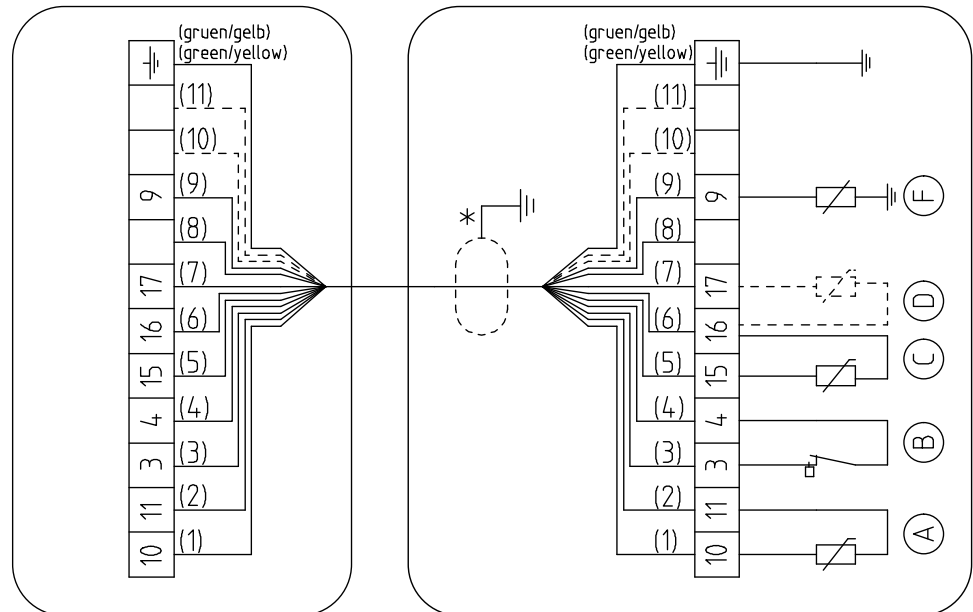 (gruen/gelb)
(green/yellow)
(11)
(10)
9 (9)
(8)
17 (7)
16 (6)
15 (5)
4 (4)
3 (3)
11 (2)
10 (1)
*
(gruen/gelb)
(green/yellow)
(11)
(10)
(9) 9 F
(8)
(7) 17
D
(6) 16
C
(5) 15
(4) 4
B
(3) 3
(2) 11
A
(1) 10